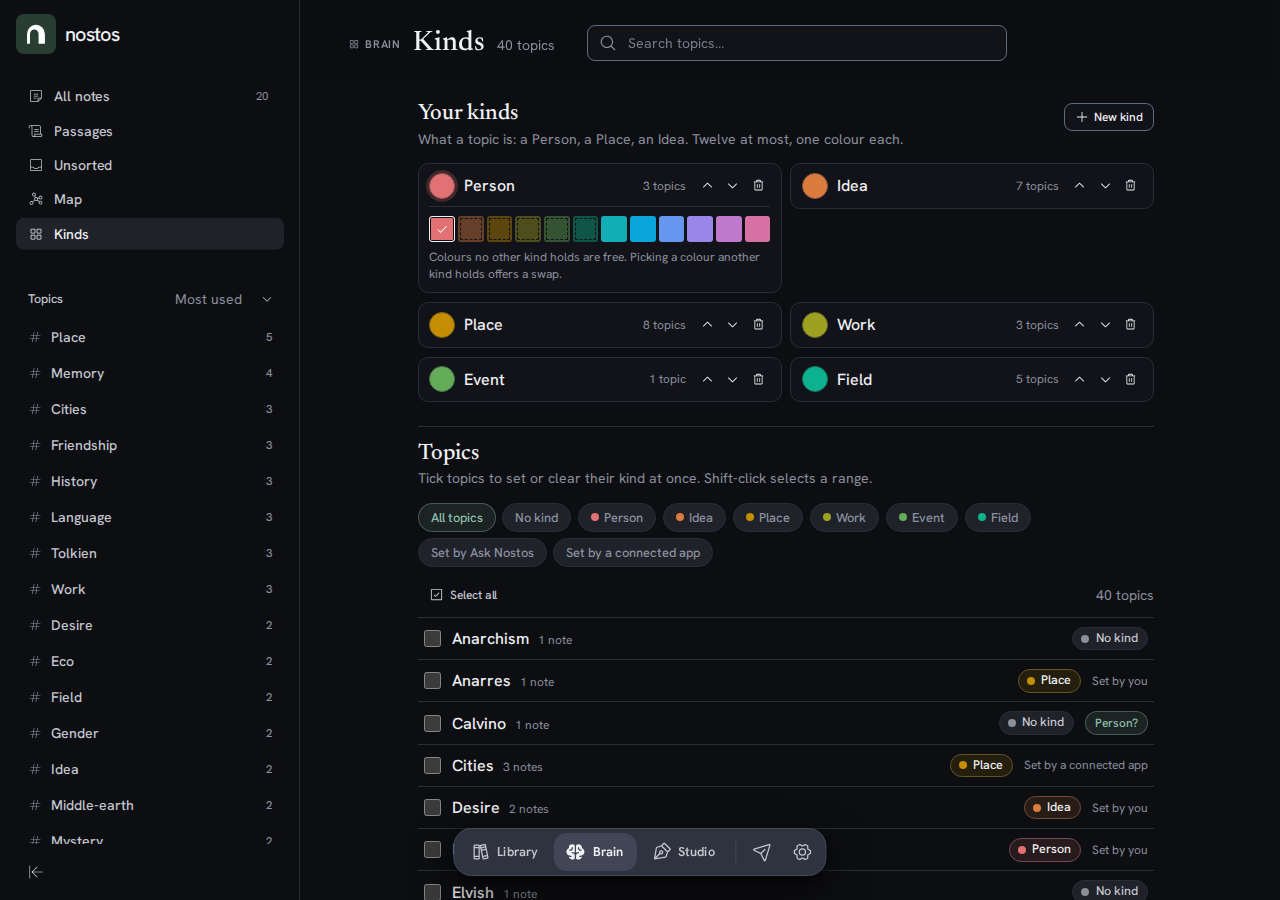 nostos
All notes 20
Passages
Unsorted
Map
Kinds
Topics Most used
# Place 5
# Memory 4
# Cities 3
# Friendship 3
# History 3
# Language 3
# Tolkien 3
# Work 3
# Desire 2
# Eco 2
# Field 2
# Gender 2
# Idea 2
# Middle-earth 2
# Mystery 2
BRAIN Kinds 40 topics Search topics...
Your kinds
What a topic is: a Person, a Place, an Idea. Twelve at most, one colour each.
New kind
Person 3 topics
Colours no other kind holds are free. Picking a colour another
kind holds offers a swap.
Idea 7 topics
Place 8 topics
Work 3 topics
Event 1 topic
Field 5 topics
Topics
Tick topics to set or clear their kind at once. Shift-click selects a range.
All topics No kind Person Idea Place Work Event Field
Set by Ask Nostos Set by a connected app
Select all 40 topics
Anarchism 1 note No kind
Anarres 1 note Place Set by you
Calvino 1 note No kind Person?
Cities 3 notes Place Set by a connected app
Desire 2 notes Idea Set by you
Person Set by you
Elvish 1 note No kind
Library Brain Studio